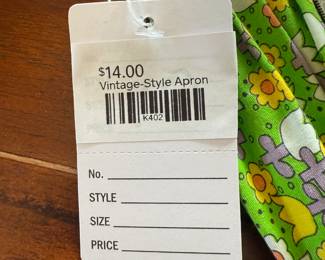 $14.00
Vintage-Style Apron
K402
No.
STYLE
SIZE
PRICE